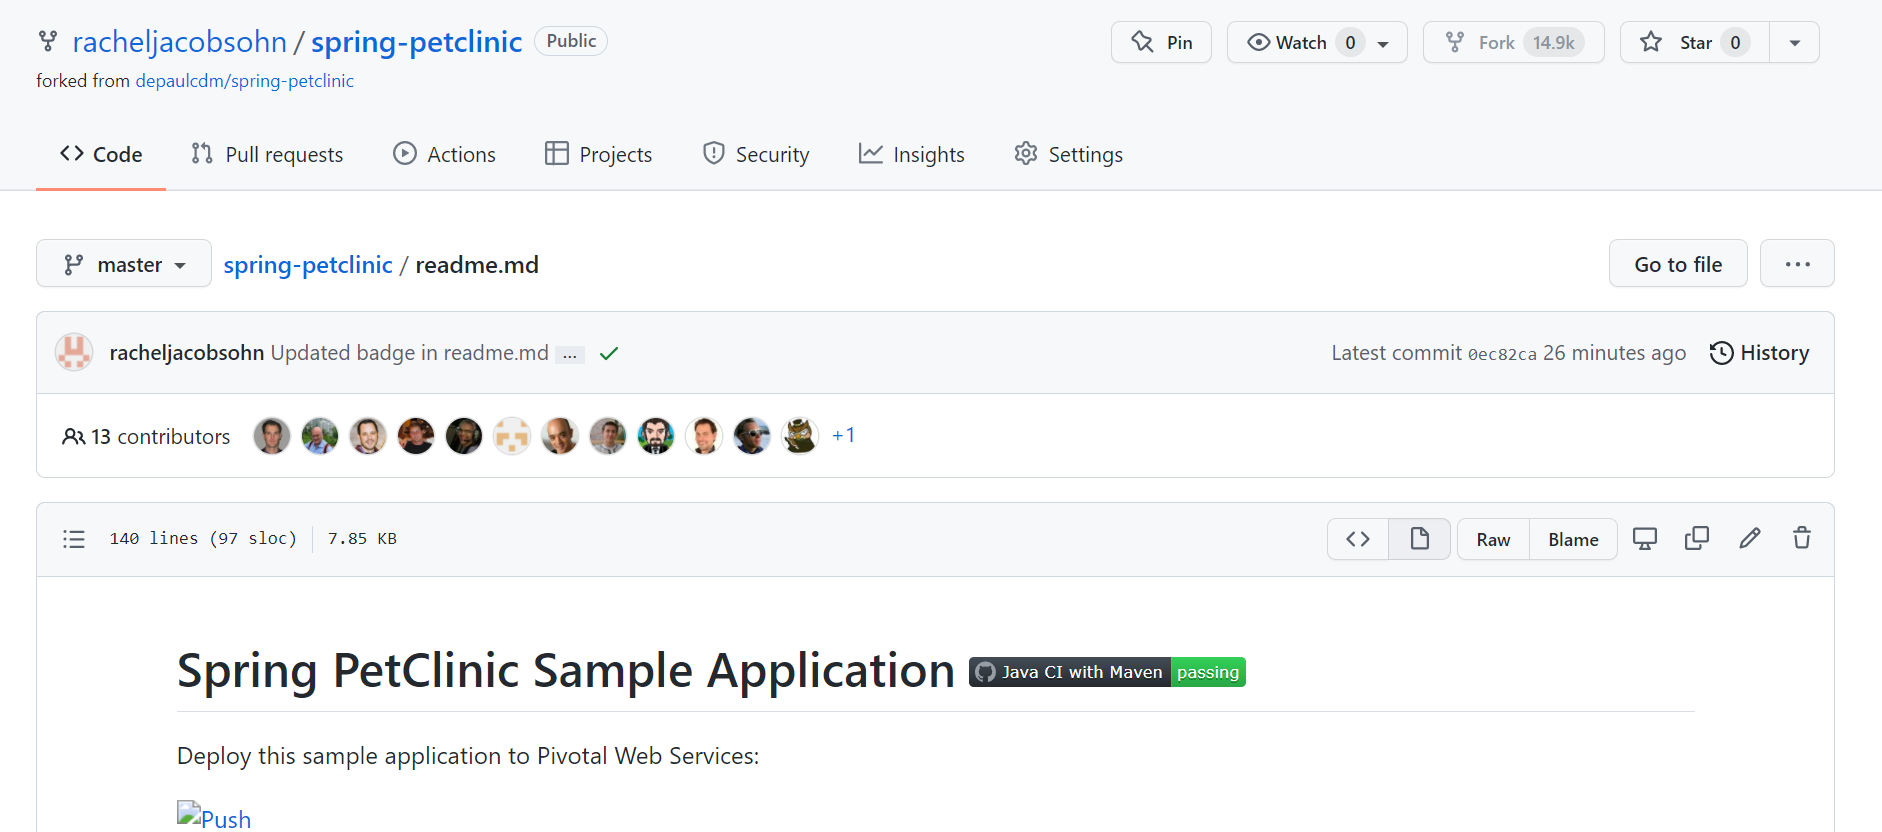 racheljacobsohn / spring-petclinic Public
Pin Watch 0 Fork 14.9k Star 0
forked from depaulcdm/spring-petclinic
Code Pull requests Actions Projects Security Insights Settings
master spring-petclinic / readme.md Go to file ...
racheljacobsohn Updated badge in readme.md ... Latest commit 0ec82ca 26 minutes ago History
13 contributors +1
140 lines (97 sloc) 7.85 KB <> Raw Blame
Spring PetClinic Sample Application Java CI with Maven passing
Deploy this sample application to Pivotal Web Services:
Push